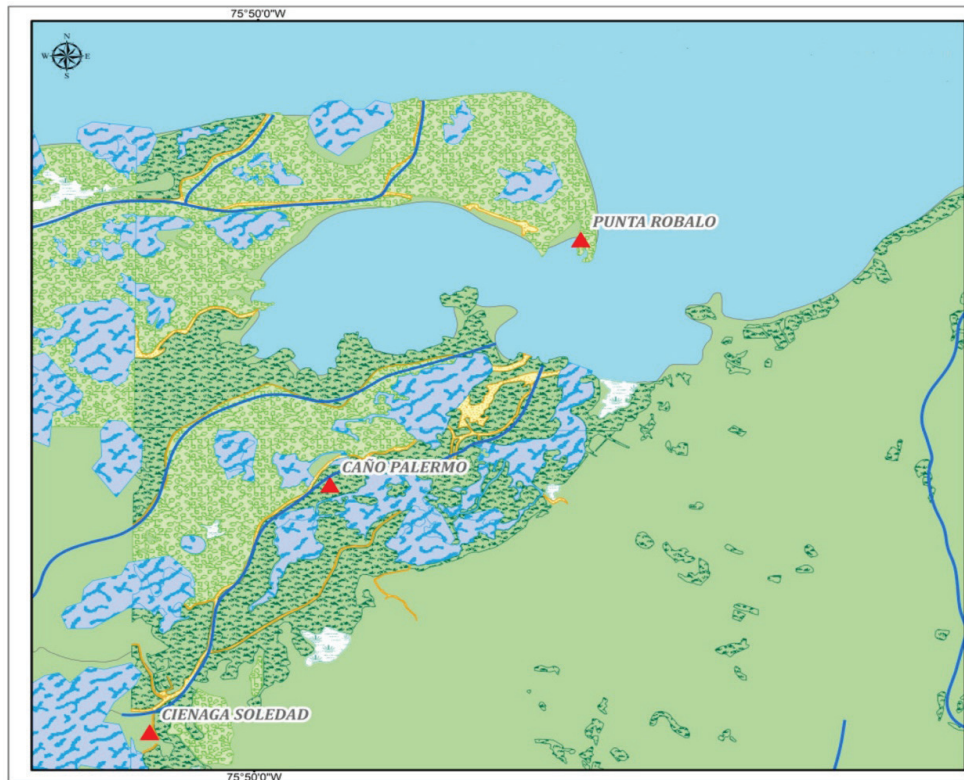 75°50'0"W
N
W E
S
PUNTA ROBALO
CAÑO PALERMO
CIENAGA SOLEDAD
75°50'0"W